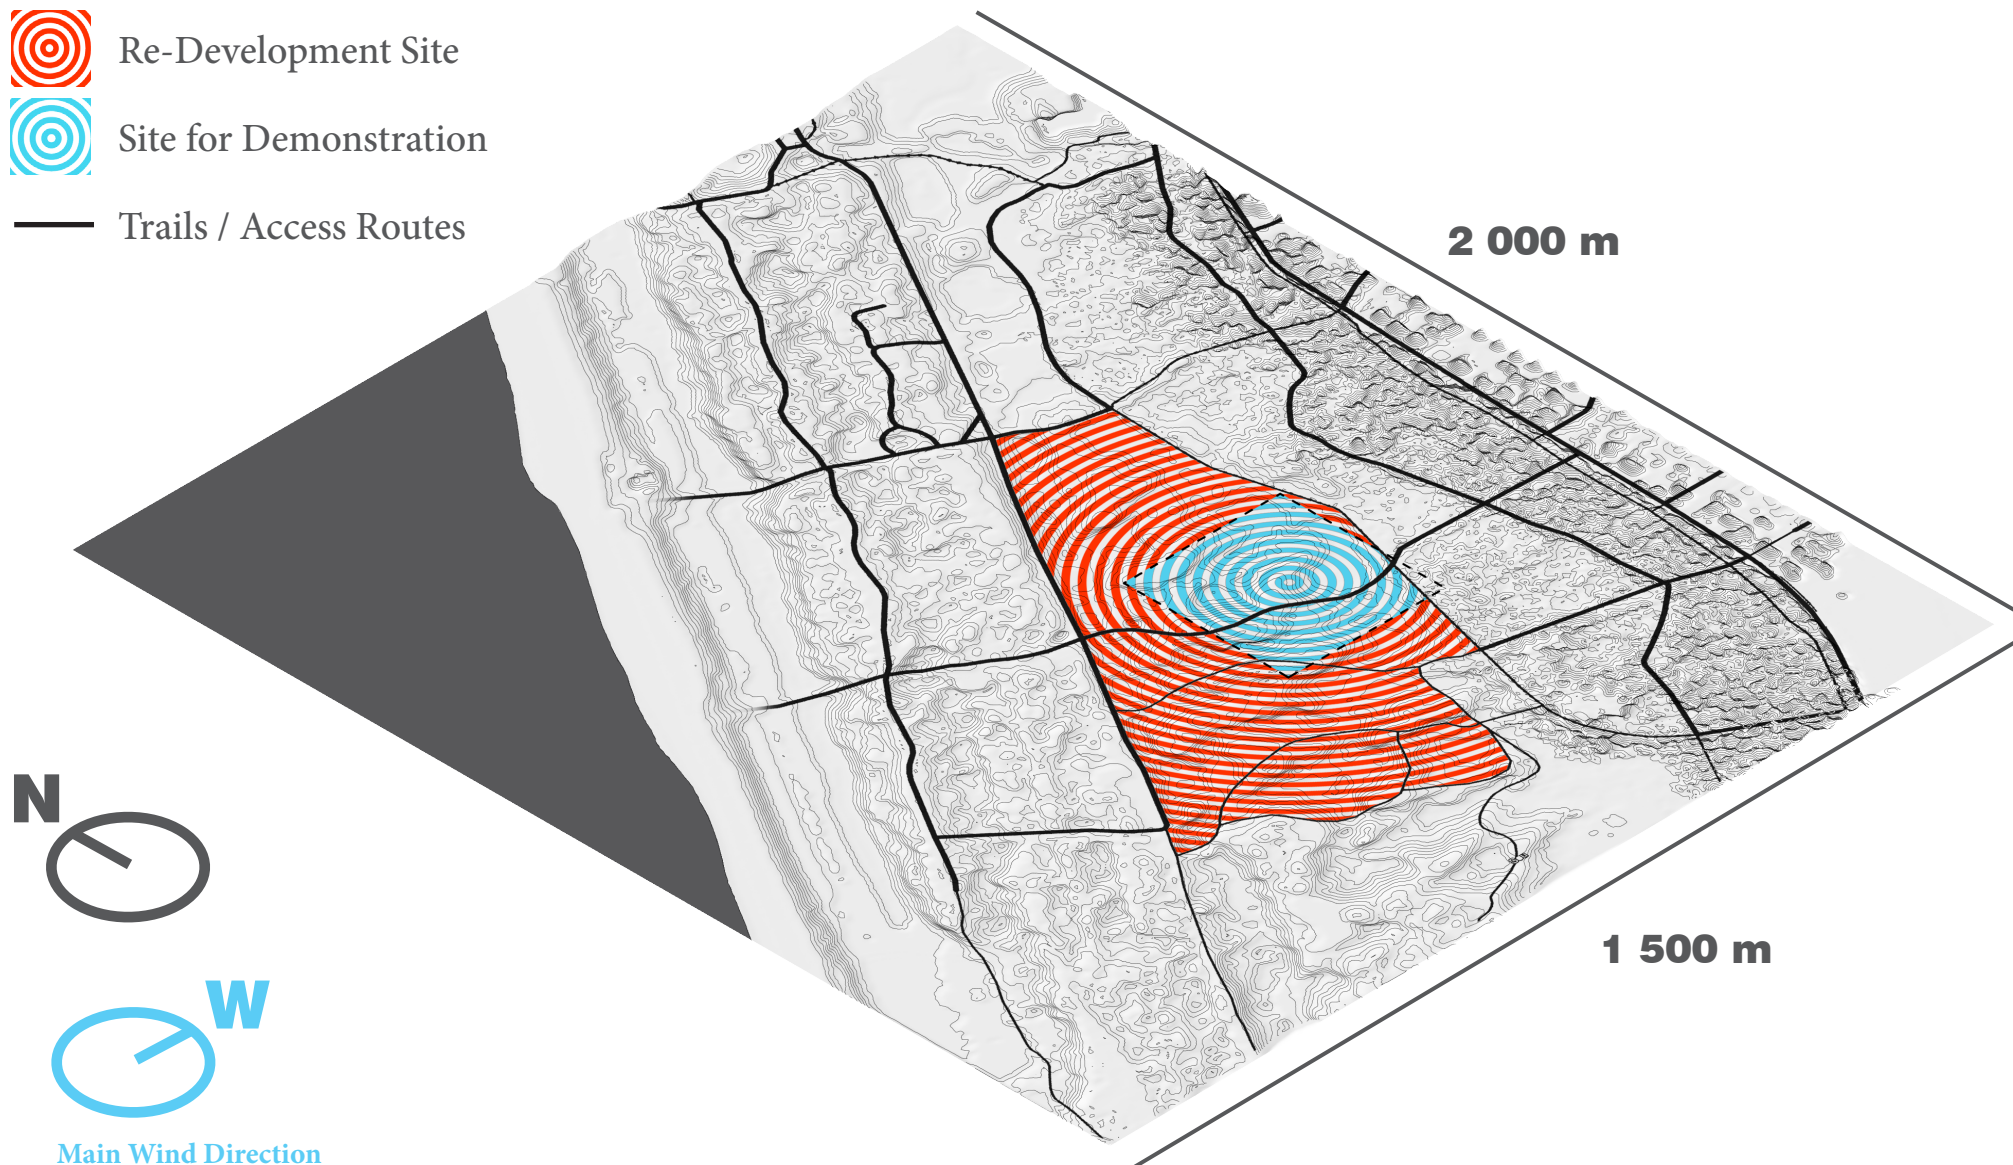 Re-Development Site
Site for Demonstration
Trails / Access Routes
2 000 m
N
1 500 m
W
Main Wind Direction